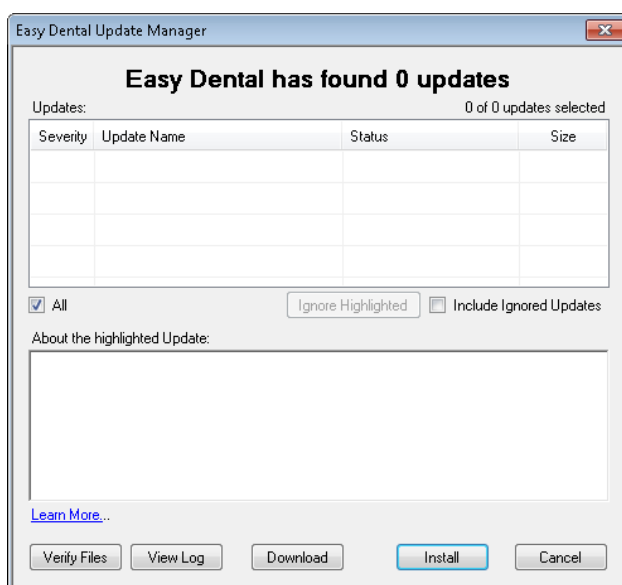 Easy Dental Update Manager
Easy Dental has found 0 updates
Updates: 0 of 0 updates selected
Severity Update Name Status Size
All Ignore Highlighted Include Ignored Updates
About the highlighted Update:
Learn More...
Verify Files View Log Download Install Cancel